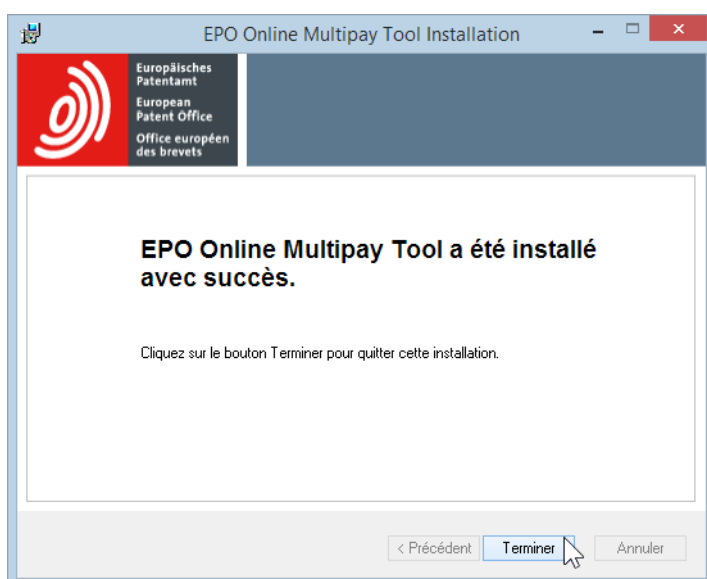 EPO Online Multipay Tool Installation
Europäisches
Patentamt
European
Patent Office
Office européen
des brevets
EPO Online Multipay Tool a été installé
avec succès.
Cliquez sur le bouton Terminer pour quitter cette installation.
< Précédent Terminer Annuler